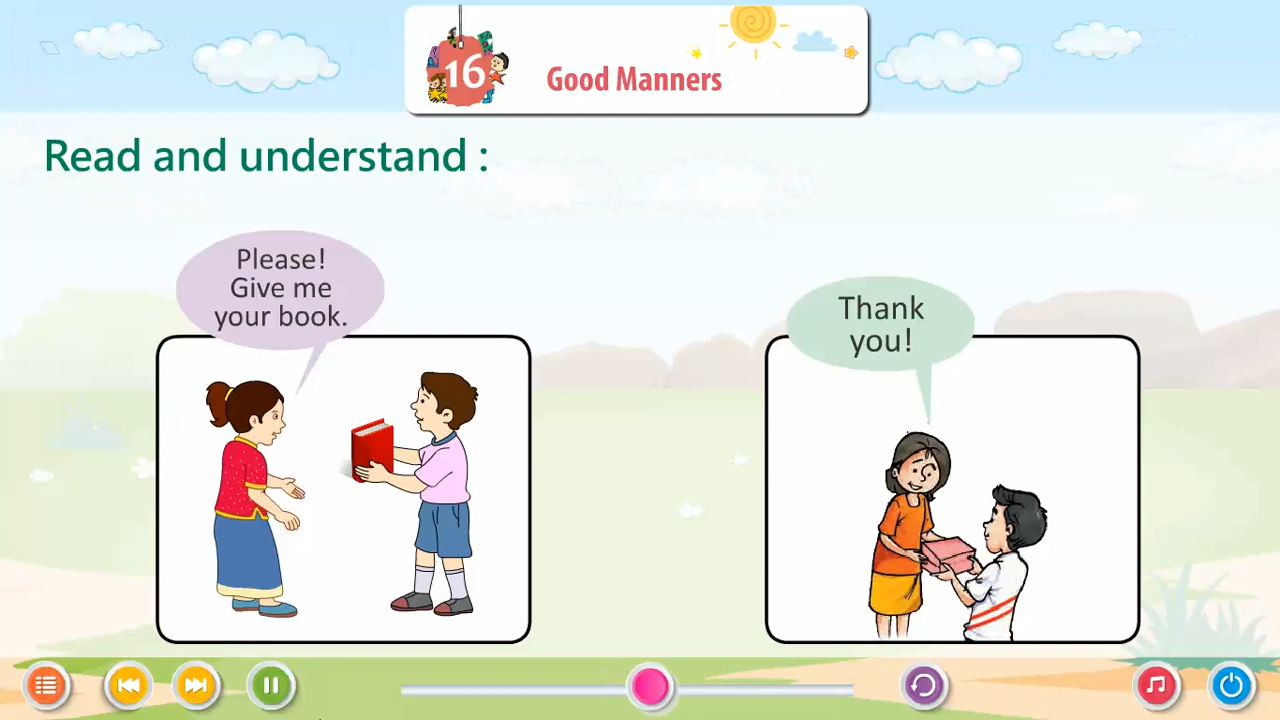 16
Good Manners
Read and understand :
Please!
Give me
your book.
Thank
you!